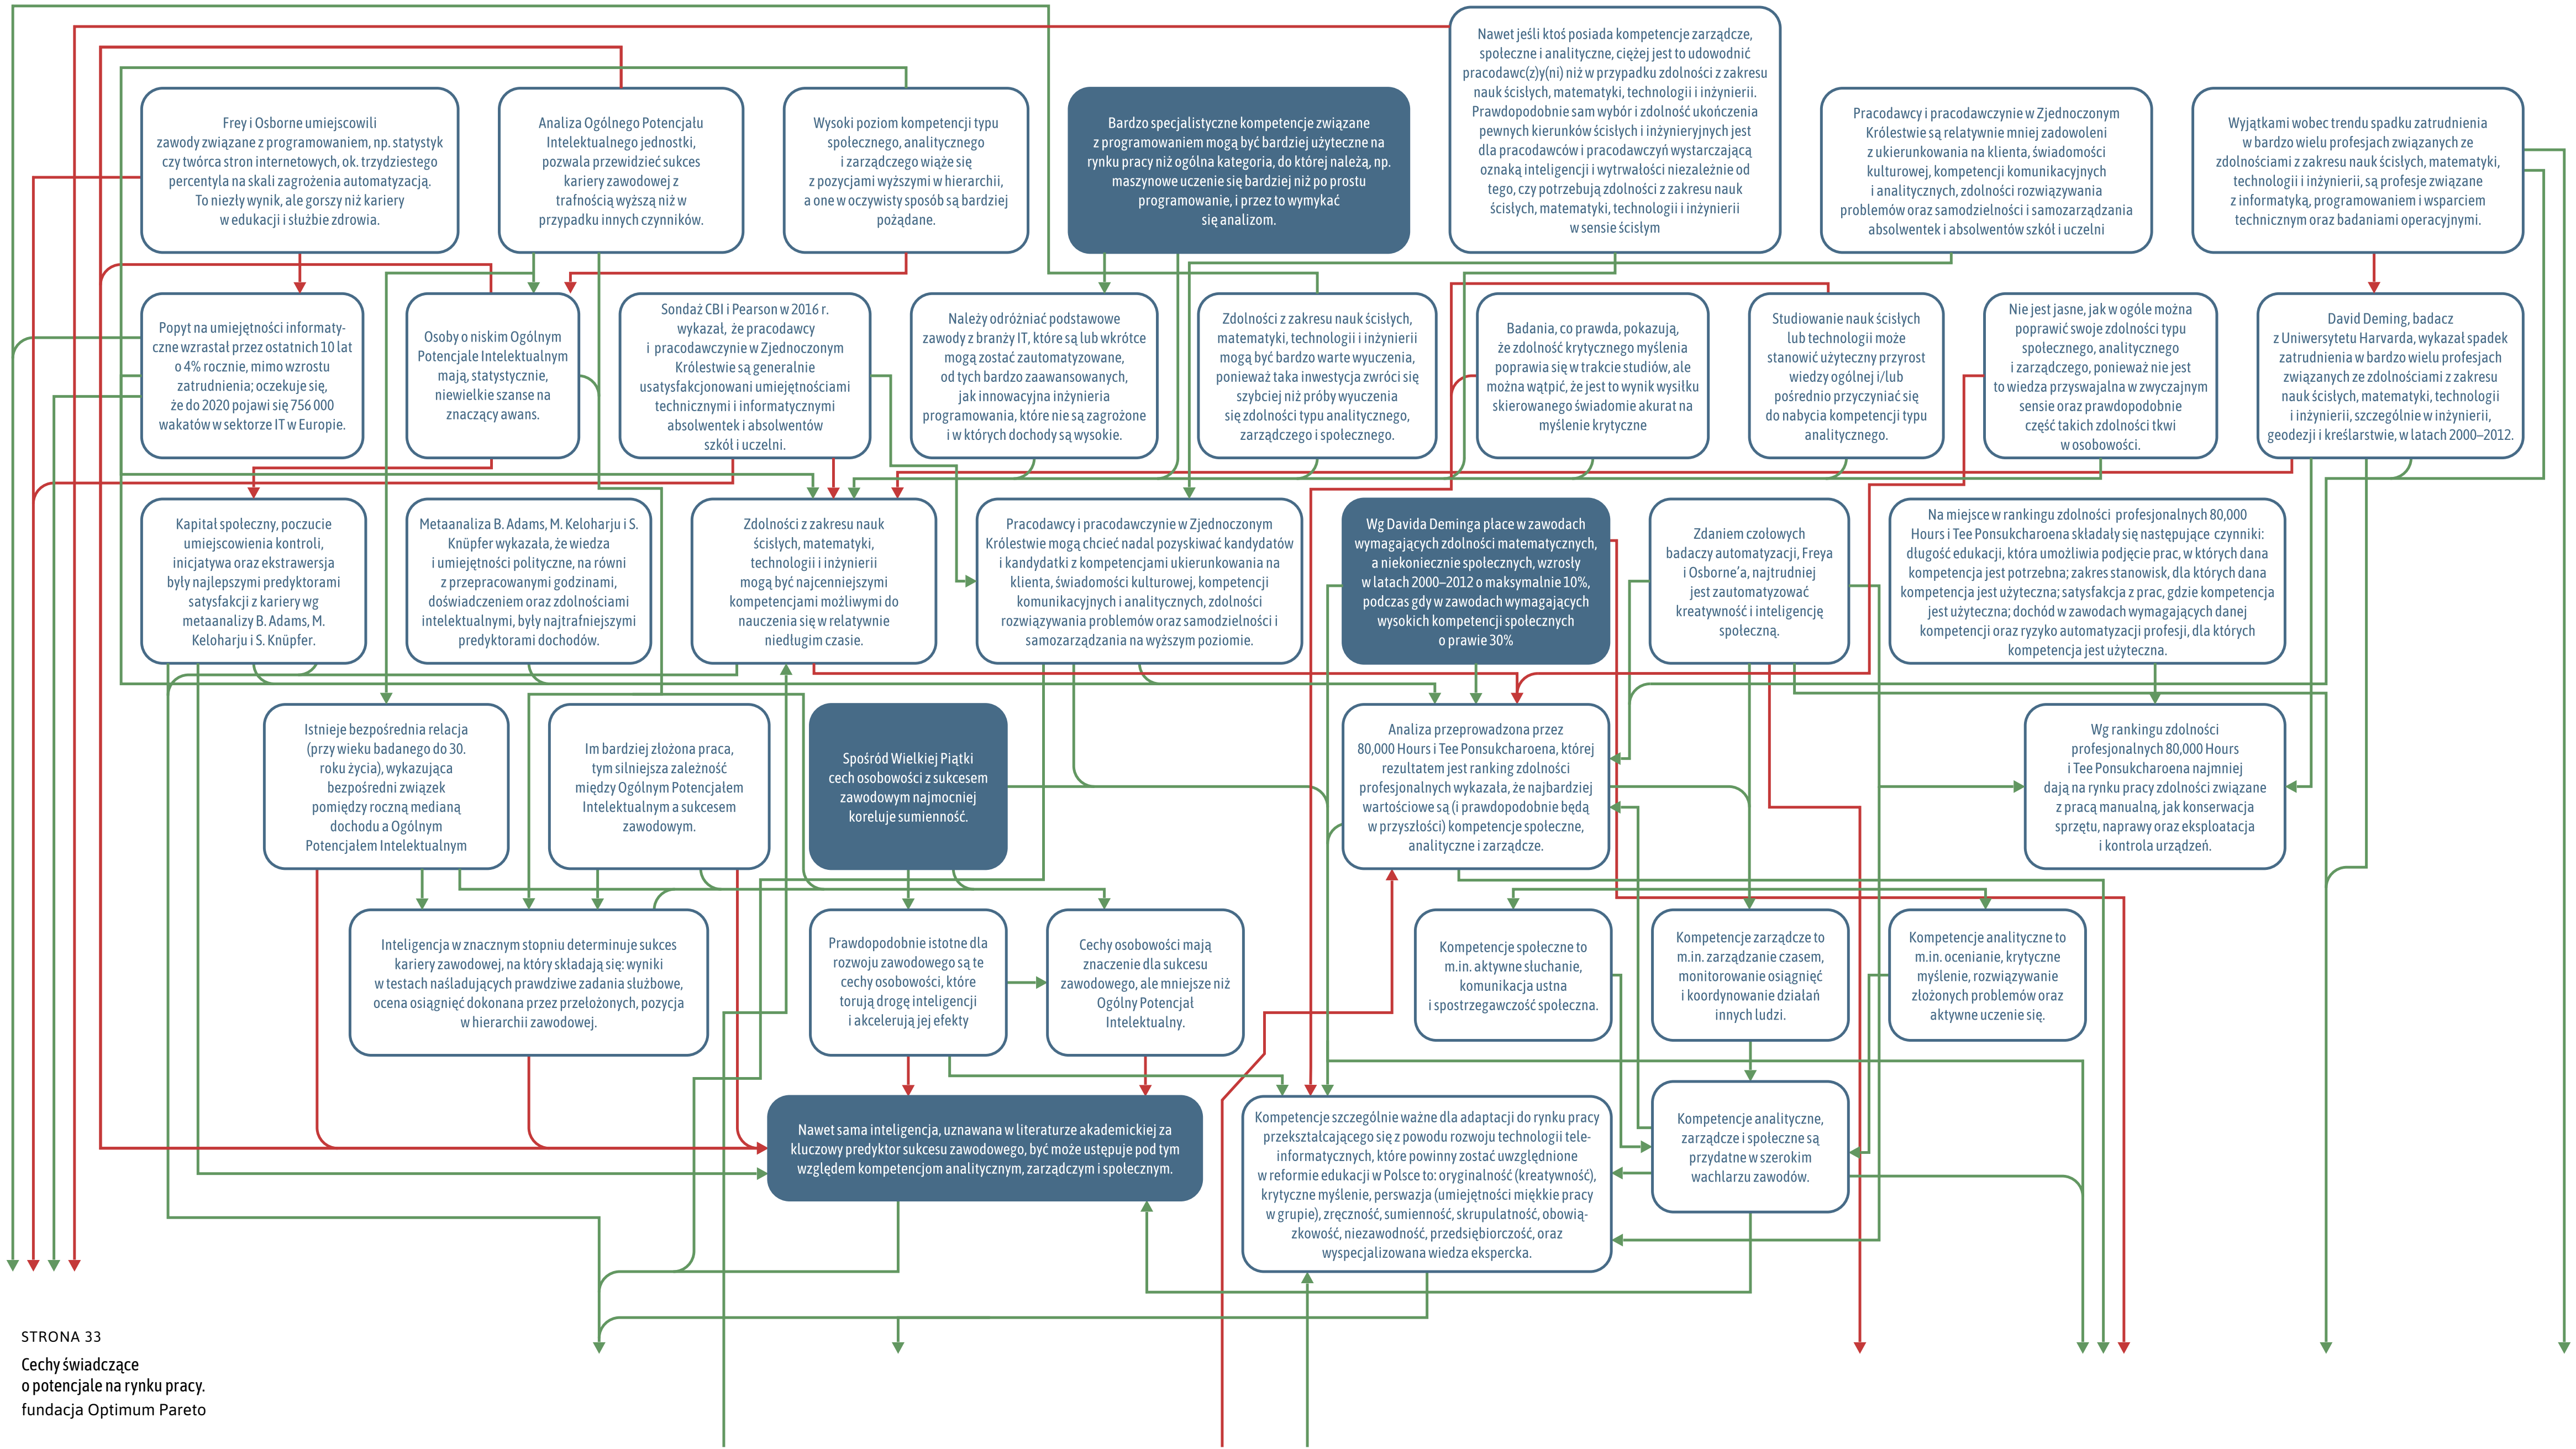 Nawet jeśli ktoś posiada kompetencje zarządcze,
społeczne i analityczne, ciężej jest to udowodnić
pracodawc(z)y(ni) niż w przypadku zdolności z zakresu
nauk ścisłych, matematyki, technologii i inżynierii.
Prawdopodobnie sam wybór i zdolność ukończenia
pewnych kierunków ścisłych i inżynieryjnych jest
dla pracodawców i pracodawczyń wystarczającą
oznaką inteligencji i wytrwałości niezależnie od
tego, czy potrzebują zdolności z zakresu nauk
ścisłych, matematyki, technologii i inżynierii
w sensie ścisłym
Frey i Osborne umiejscowili
zawody związane z programowaniem, np. statystyk
czy twórca stron internetowych, ok. trzydziestego
percentyla na skali zagrożenia automatyzacją.
To niezły wynik, ale gorszy niż kariery
w edukacji i służbie zdrowia.
Analiza Ogólnego Potencjału
Intelektualnego jednostki,
pozwala przewidzieć sukces
kariery zawodowej z
trafnością wyższą niż w
przypadku innych czynników.
Wysoki poziom kompetencji typu
społecznego, analitycznego
i zarządczego wiąże się
z pozycjami wyższymi w hierarchii,
a one w oczywisty sposób są bardziej
pożądane.
Bardzo specjalistyczne kompetencje związane
z programowaniem mogą być bardziej użyteczne na
rynku pracy niż ogólna kategoria, do której należą, np.
maszynowe uczenie się bardziej niż po prostu
programowanie, i przez to wymykać
się analizom.
Pracodawcy i pracodawczynie w Zjednoczonym
Królestwie są relatywnie mniej zadowoleni
z ukierunkowania na klienta, świadomości
kulturowej, kompetencji komunikacyjnych
i analitycznych, zdolności rozwiązywania
problemów oraz samodzielności i samozarządzania
absolwentek i absolwentów szkół i uczelni
Wyjątkami wobec trendu spadku zatrudnienia
w bardzo wielu profesjach związanych ze
zdolnościami z zakresu nauk ścisłych, matematyki,
technologii i inżynierii, są profesje związane
z informatyką, programowaniem i wsparciem
technicznym oraz badaniami operacyjnymi.
Popyt na umiejętności informaty-
czne wzrastał przez ostatnich 10 lat
o 4% rocznie, mimo wzrostu
zatrudnienia; oczekuje się,
że do 2020 pojawi się 756 000
wakatów w sektorze IT w Europie.
Osoby o niskim Ogólnym
Potencjale Intelektualnym
mają, statystycznie,
niewielkie szanse na
znaczący awans.
Sondaż CBI i Pearson w 2016 r.
wykazał, że pracodawcy
i pracodawczynie w Zjednoczonym
Królestwie są generalnie
usatysfakcjonowani umiejętnościami
technicznymi i informatycznymi
absolwentek i absolwentów
szkół i uczelni.
Należy odróżniać podstawowe
zawody z branży IT, które są lub wkrótce
mogą zostać zautomatyzowane,
od tych bardzo zaawansowanych,
jak innowacyjna inżynieria
programowania, które nie są zagrożone
i w których dochody są wysokie.
Zdolności z zakresu nauk ścisłych,
matematyki, technologii i inżynierii
mogą być bardzo warte wyuczenia,
ponieważ taka inwestycja zwróci się
szybciej niż próby wyuczenia
się zdolności typu analitycznego,
zarządczego i społecznego.
Badania, co prawda, pokazują,
że zdolność krytycznego myślenia
poprawia się w trakcie studiów, ale
można wątpić, że jest to wynik wysiłku
skierowanego świadomie akurat na
myślenie krytyczne
Studiowanie nauk ścisłych
lub technologii może
stanowić użyteczny przyrost
wiedzy ogólnej i/lub
pośrednio przyczyniać się
do nabycia kompetencji typu
analitycznego.
Nie jest jasne, jak w ogóle można
poprawić swoje zdolności typu
społecznego, analitycznego
i zarządczego, ponieważ nie jest
to wiedza przyswajalna w zwyczajnym
sensie oraz prawdopodobnie
część takich zdolności tkwi
w osobowości.
David Deming, badacz
z Uniwersytetu Harvarda, wykazał spadek
zatrudnienia w bardzo wielu profesjach
związanych ze zdolnościami z zakresu
nauk ścisłych, matematyki, technologii
i inżynierii, szczególnie w inżynierii,
geodezji i kreślarstwie, w latach 2000–2012.
Kapitał społeczny, poczucie
umiejscowienia kontroli,
inicjatywa oraz ekstrawersja
były najlepszymi predyktorami
satysfakcji z kariery wg
metaanalizy B. Adams, M.
Keloharju i S. Knüpfer.
Metaanaliza B. Adams, M. Keloharju i S.
Knüpfer wykazała, że wiedza
i umiejętności polityczne, na równi
z przepracowanymi godzinami,
doświadczeniem oraz zdolnościami
intelektualnymi, były najtrafniejszymi
predyktorami dochodów.
Zdolności z zakresu nauk
ścisłych, matematyki,
technologii i inżynierii
mogą być najcenniejszymi
kompetencjami możliwymi do
nauczenia się w relatywnie
niedługim czasie.
Pracodawcy i pracodawczynie w Zjednoczonym
Królestwie mogą chcieć nadal pozyskiwać kandydatów
i kandydatki z kompetencjami ukierunkowania na
klienta, świadomości kulturowej, kompetencji
komunikacyjnych i analitycznych, zdolności
rozwiązywania problemów oraz samodzielności i
samozarządzania na wyższym poziomie.
Wg Davida Deminga płace w zawodach
wymagających zdolności matematycznych,
a niekoniecznie społecznych, wzrosły
w latach 2000–2012 o maksymalnie 10%,
podczas gdy w zawodach wymagających
wysokich kompetencji społecznych
o prawie 30%
Zdaniem czołowych
badaczy automatyzacji, Freya
i Osborne'a, najtrudniej
jest zautomatyzować
kreatywność i inteligencję
społeczną.
Na miejsce w rankingu zdolności profesjonalnych 80,000
Hours i Tee Ponsukcharoena składały się następujące czynniki:
długość edukacji, która umożliwia podjęcie prac, w których dana
kompetencja jest potrzebna; zakres stanowisk, dla których dana
kompetencja jest użyteczna; satysfakcja z prac, gdzie kompetencja
jest użyteczna; dochód w zawodach wymagających danej
kompetencji oraz ryzyko automatyzacji profesji, dla których
kompetencja jest użyteczna.
Istnieje bezpośrednia relacja
(przy wieku badanego do 30.
roku życia), wykazująca
bezpośredni związek
pomiędzy roczną medianą
dochodu a Ogólnym
Potencjałem Intelektualnym
Im bardziej złożona praca,
tym silniejsza zależność
między Ogólnym Potencjałem
Intelektualnym a sukcesem
zawodowym.
Spośród Wielkiej Piątki
cech osobowości z sukcesem
zawodowym najmocniej
koreluje sumienność.
Analiza przeprowadzona przez
80,000 Hours i Tee Ponsukcharoena, której
rezultatem jest ranking zdolności
profesjonalnych wykazała, że najbardziej
wartościowe są (i prawdopodobnie będą
w przyszłości) kompetencje społeczne,
analityczne i zarządcze.
Wg rankingu zdolności
profesjonalnych 80,000 Hours
i Tee Ponsukcharoena najmniej
dają na rynku pracy zdolności związane
z pracą manualną, jak konserwacja
sprzętu, naprawy oraz eksploatacja
i kontrola urządzeń.
Inteligencja w znacznym stopniu determinuje sukces
kariery zawodowej, na który składają się: wyniki
w testach naśladujących prawdziwe zadania służbowe,
ocena osiągnięć dokonana przez przełożonych, pozycja
w hierarchii zawodowej.
Prawdopodobnie istotne dla
rozwoju zawodowego są te
cechy osobowości, które
torują drogę inteligencji
i akcelerują jej efekty
Cechy osobowości mają
znaczenie dla sukcesu
zawodowego, ale mniejsze niż
Ogólny Potencjał
Intelektualny.
Kompetencje społeczne to
m.in. aktywne słuchanie,
komunikacja ustna
i spostrzegawczość społeczna.
Kompetencje zarządcze to
m.in. zarządzanie czasem,
monitorowanie osiągnięć
i koordynowanie działań
innych ludzi.
Kompetencje analityczne to
m.in. ocenianie, krytyczne
myślenie, rozwiązywanie
złożonych problemów oraz
aktywne uczenie się.
Nawet sama inteligencja, uznawana w literaturze akademickiej za
kluczowy predyktor sukcesu zawodowego, być może ustępuje pod tym
względem kompetencjom analitycznym, zarządczym i społecznym.
Kompetencje szczególnie ważne dla adaptacji do rynku pracy
przekształcającego się z powodu rozwoju technologii tele-
informatycznych, które powinny zostać uwzględnione
w reformie edukacji w Polsce to: oryginalność (kreatywność),
krytyczne myślenie, perswazja (umiejętności miękkie pracy
w grupie), zręczność, sumienność, skrupulatność, obowią-
zkowość, niezawodność, przedsiębiorczość, oraz
wyspecjalizowana wiedza ekspercka.
Kompetencje analityczne,
zarządcze i społeczne są
przydatne w szerokim
wachlarzu zawodów.
STRONA 33
Cechy świadczące
o potencjale na rynku pracy.
fundacja Optimum Pareto